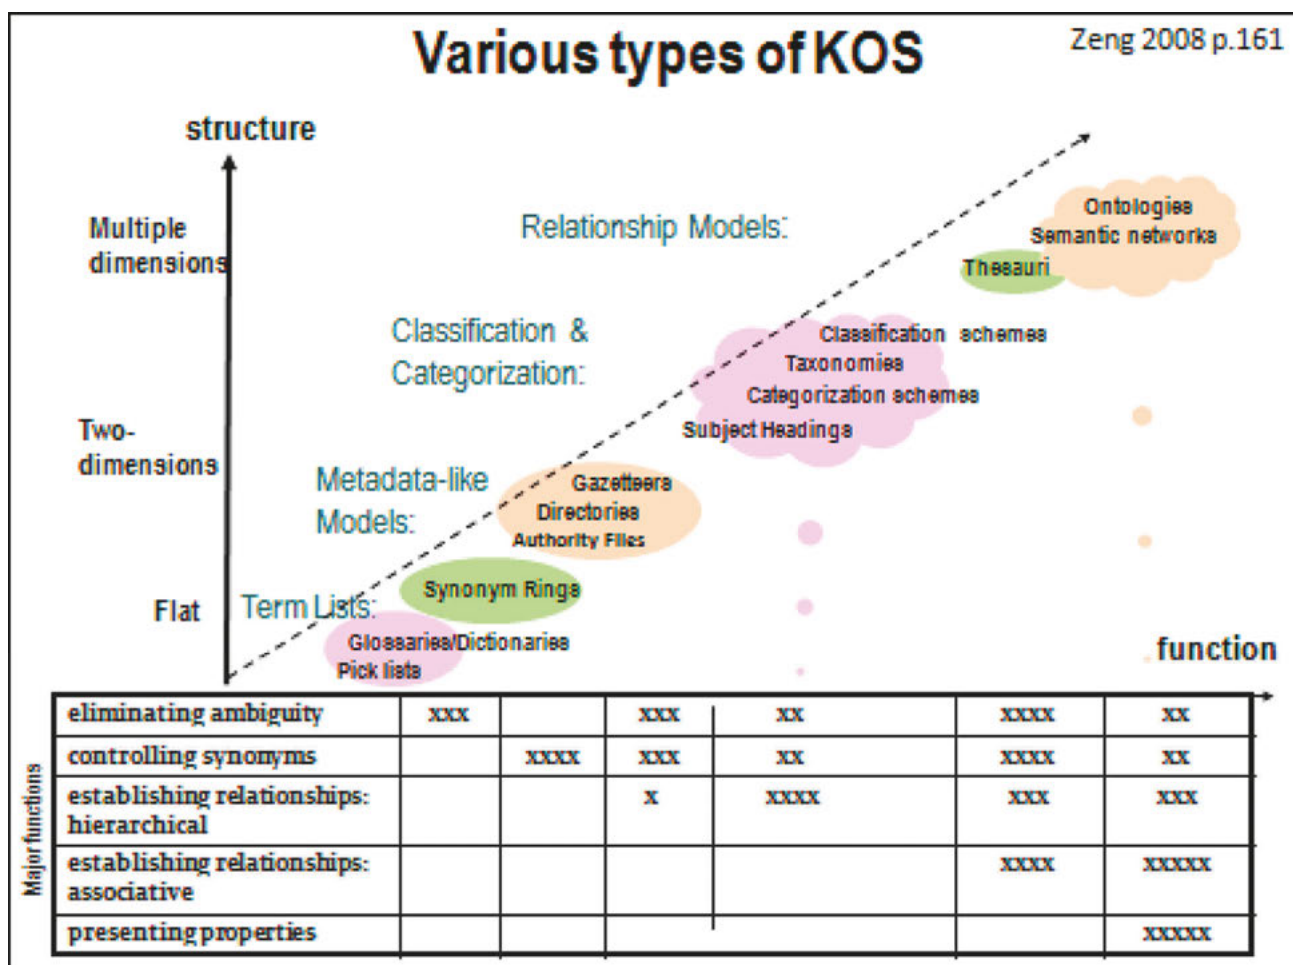 Various types of KOS
Zeng 2008 p.161
structure
Multiple
dimensions
Two-
dimensions
Flat
Relationship Models:
Ontologies
Semantic networks
Thesauri
Classification &
Categorization:
Classification schemes
Taxonomies
Categorization schemes
Subject Headings
Metadata-like
Models:
Gazetteers
Directories
Authority Files
Synonym Rings
Term Lists:
Glossaries/Dictionaries
Pick lists
function
Major functions
eliminating ambiguity xxx xxx xx xxxx xx
controlling synonyms xxxx xxx xx xxxx xx
establishing relationships:
hierarchical x xxxx xxx xxx
establishing relationships:
associative xxxx xxxxx
presenting properties xxxxx